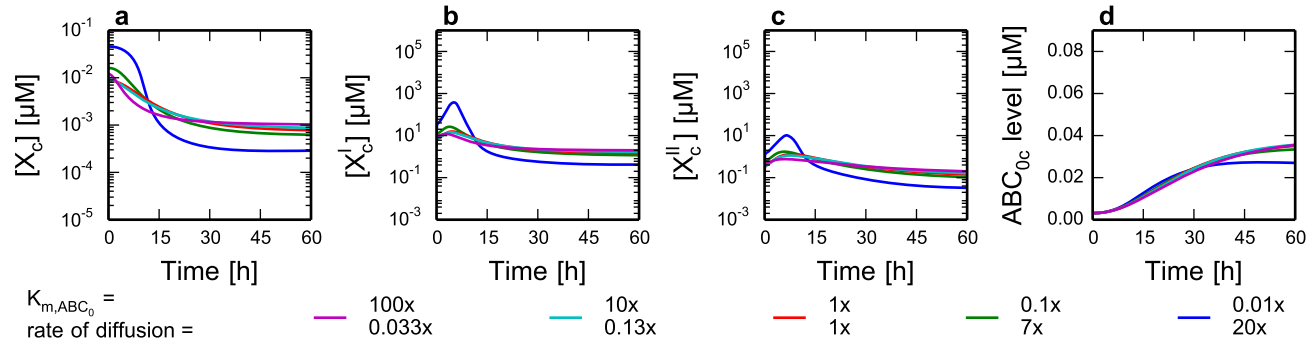 a b c d
[X_c] [µM]
10^-1
10^-2
10^-3
10^-4
10^-5
0 15 30 45 60
Time [h]
[X_c^I] [µM]
10^5
10^3
10^1
10^-1
10^-3
0 15 30 45 60
Time [h]
[X_c^II] [µM]
10^5
10^3
10^1
10^-1
10^-3
0 15 30 45 60
Time [h]
ABC_0c level [µM]
0.08
0.06
0.04
0.02
0.00
0 15 30 45 60
Time [h]
K_m,ABC_0 = 100x 10x 1x 0.1x 0.01x
rate of diffusion = 0.033x 0.13x 1x 7x 20x